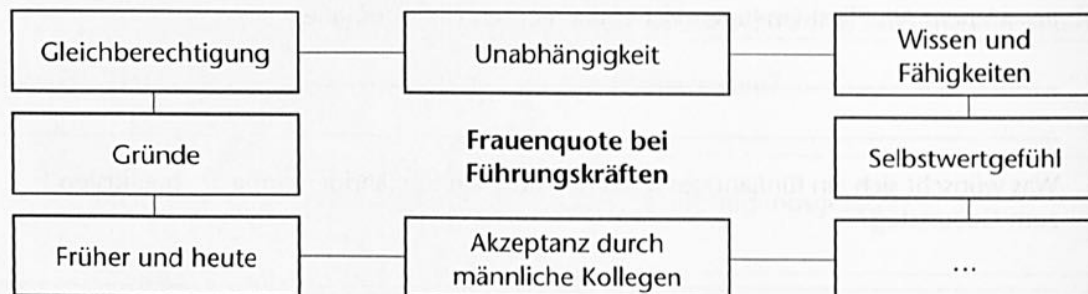 Gleichberechtigung
Unabhängigkeit
Wissen und
Fähigkeiten
Gründe
Frauenquote bei
Führungskräften
Selbstwertgefühl
Früher und heute
Akzeptanz durch
männliche Kollegen
...